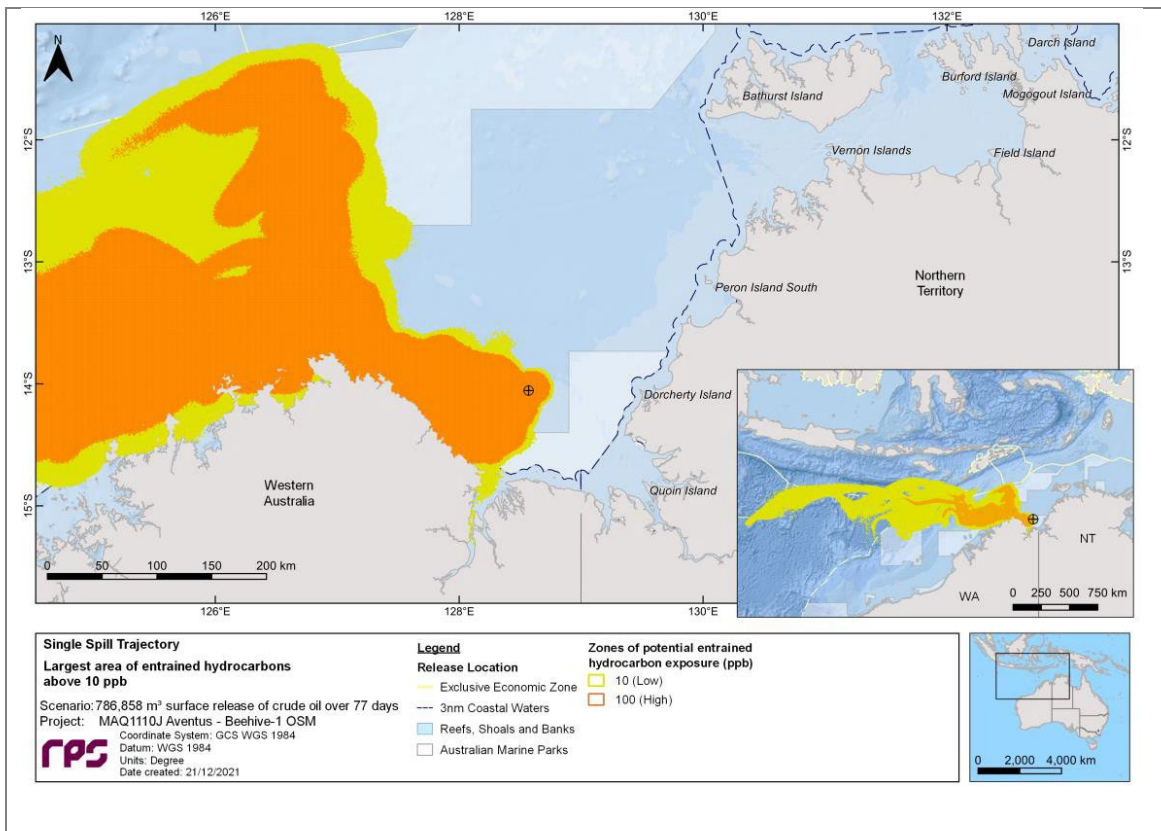 126°E
128°E
130°E
132°E
N
Darch Island
Burford Island
Bathurst Island
Mogogout Island
12°S
12°S
Vernon Islands
Field Island
13°S
13°S
Northern
Territory
Peron Island South
14°S
Dorcherty Island
Western
Australia
Quoin Island
15°S
0 50 100 150 200 km
NT
WA
0 250 500 750 km
126°E
128°E
130°E
132°E
Single Spill Trajectory
Largest area of entrained hydrocarbons
above 10 ppb
Scenario: 786,858 m³ surface release of crude oil over 77 days
Project: MAQ1110J Aventus - Beehive-1 OSM
rps
Coordinate System: GCS WGS 1984
Datum: WGS 1984
Units: Degree
Date created: 21/12/2021
Legend
Release Location
Exclusive Economic Zone
3nm Coastal Waters
Reefs, Shoals and Banks
Australian Marine Parks
Zones of potential entrained
hydrocarbon exposure (ppb)
10 (Low)
100 (High)
0 2,000 4,000 km